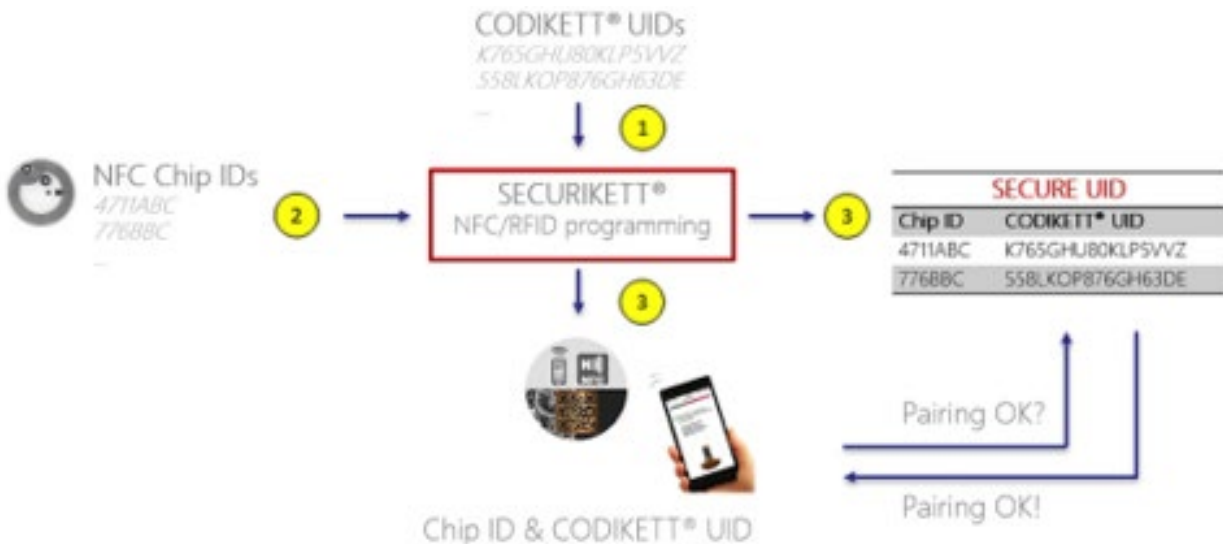 CODIKETT® UIDs
K765GHU80KLP5VVZ
558LKOP876GH63DE
...
1
NFC Chip IDs
4711ABC
776BBC
...
2
SECURIKETT®
NFC/RFID programming
3
SECURE UID
Chip ID CODIKETT® UID
4711ABC K765GHU80KLP5VVZ
776BBC 558LKOP876GH63DE
3
NFC
Pairing OK?
Pairing OK!
Chip ID & CODIKETT® UID